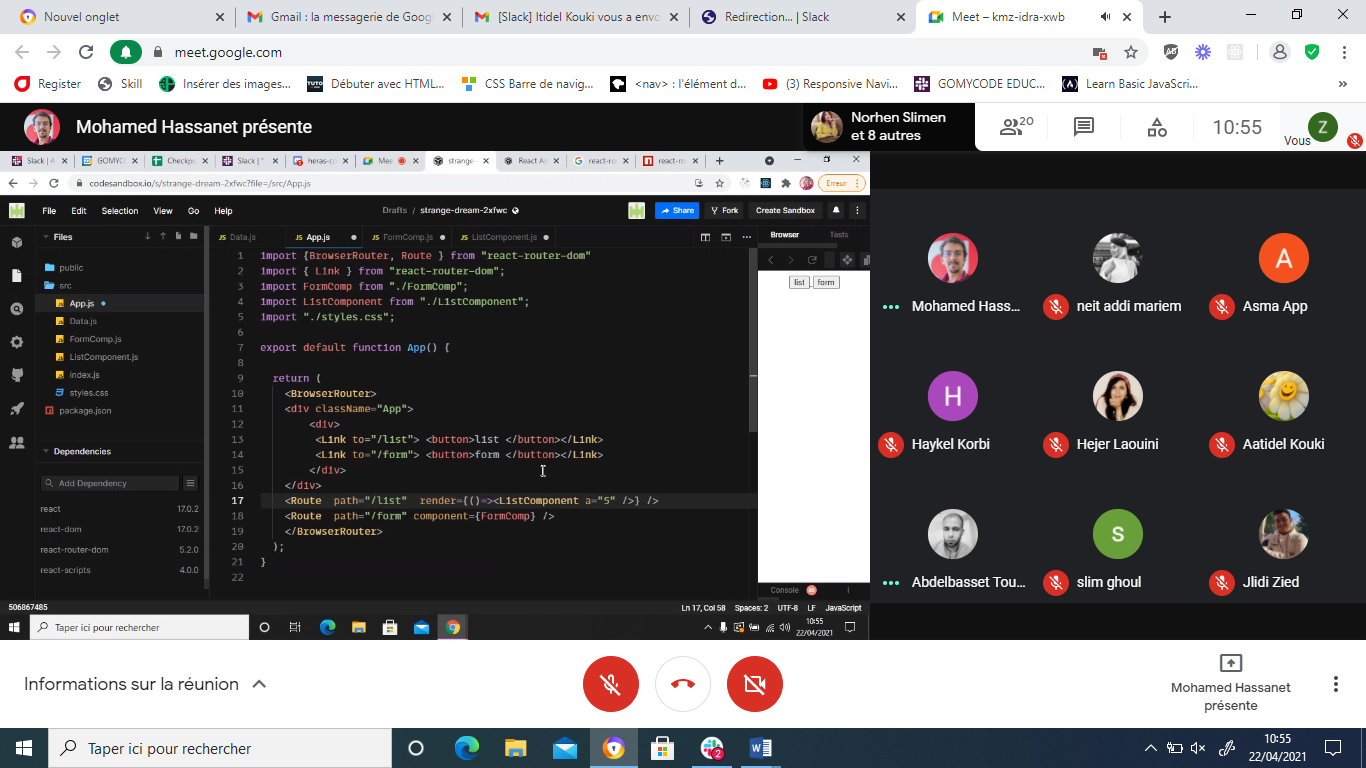 Nouvel onglet
Gmail : la messagerie de Goog
[Slack] Itidel Kouki vous a envo
Redirection... | Slack
Meet – kmz-idra-xwb
meet.google.com
Register
Skill
Insérer des images...
Débuter avec HTML...
CSS Barre de navig...
<nav> : l'élément d...
(3) Responsive Navi...
GOMYCODE EDUC...
Learn Basic JavaScri...
Mohamed Hassanet présente
Norhen Slimen
et 8 autres
20
10:55
Vous
Z
codesandbox.io/s/strange-dream-2xfwc?file=/src/App.js
Erreur
File Edit Selection View Go Help
Drafts / strange-dream-2xfwc
Share
Fork
Create Sandbox
Files
public
src
App.js
Data.js
FormComp.js
ListComponent.js
index.js
styles.css
package.json
Dependencies
Add Dependency
react 17.0.2
react-dom 17.0.2
react-router-dom 5.2.0
react-scripts 4.0.0
Data.js
App.js
FormComp.js
ListComponent.js
1 import {BrowserRouter, Route } from "react-router-dom"
2 import { Link } from "react-router-dom";
3 import FormComp from "./FormComp";
4 import ListComponent from "./ListComponent";
5 import "./styles.css";
6
7 export default function App() {
8
9 return (
10 <BrowserRouter>
11 <div className="App">
12 <div>
13 <Link to="/list"> <button>list </button></Link>
14 <Link to="/form"> <button>form </button></Link>
15 </div>
16 </div>
17 <Route path="/list" render={()=><ListComponent a="5" />} />
18 <Route path="/form" component={FormComp} />
19 </BrowserRouter>
20 );
21 }
22
Browser
Tests
list form
Console
506867485
Ln 17, Col 58 Spaces: 2 UTF-8 LF JavaScript
Taper ici pour rechercher
10:55
22/04/2021
Mohamed Hass...
neit addi mariem
A
Asma App
H
Haykel Korbi
Hejer Laouini
Aatidel Kouki
Abdelbasset Tou...
S
slim ghoul
Jlidi Zied
Informations sur la réunion
Mohamed Hassanet
présente
Taper ici pour rechercher
2
10:55
22/04/2021